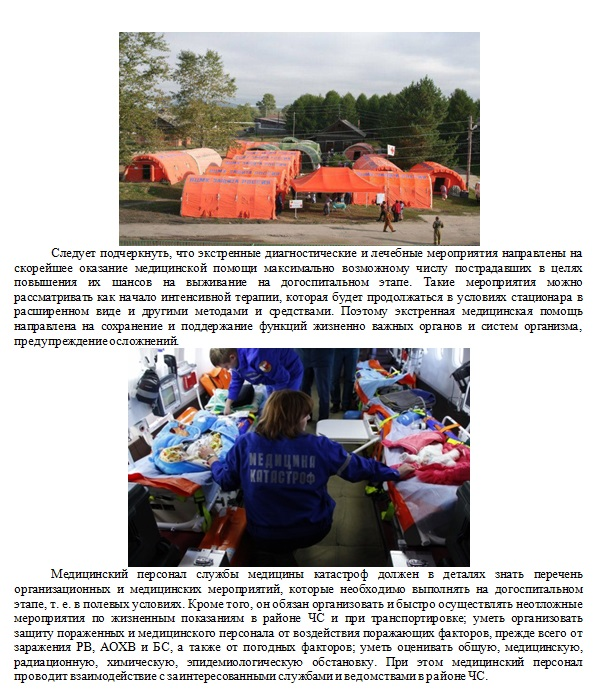 Следует подчеркнуть, что экстренные диагностические и лечебные мероприятия направлены на
скорейшее оказание медицинской помощи максимально возможному числу пострадавших в целях
повышения их шансов на выживание на догоспитальном этапе. Такие мероприятия можно
рассматривать как начало интенсивной терапии, которая будет продолжаться в условиях стационара в
расширенном виде и другими методами и средствами. Поэтому экстренная медицинская помощь
направлена на сохранение и поддержание функций жизненно важных органов и систем организма,
предупреждение осложнений.
МЕДИЦИНА
КАТАСТРОФ
Медицинский персонал службы медицины катастроф должен в деталях знать перечень
организационных и медицинских мероприятий, которые необходимо выполнять на догоспитальном
этапе, т. е. в полевых условиях. Кроме того, он обязан организовать и быстро осуществлять неотложные
мероприятия по жизненным показаниям в районе ЧС и при транспортировке; уметь организовать
защиту пораженных и медицинского персонала от воздействия поражающих факторов, прежде всего от
заражения РВ, АОХВ и БС, а также от погодных факторов; уметь оценивать общую, медицинскую,
радиационную, химическую, эпидемиологическую обстановку. При этом медицинский персонал
проводит взаимодействие с заинтересованными службами и ведомствами в районе ЧС.